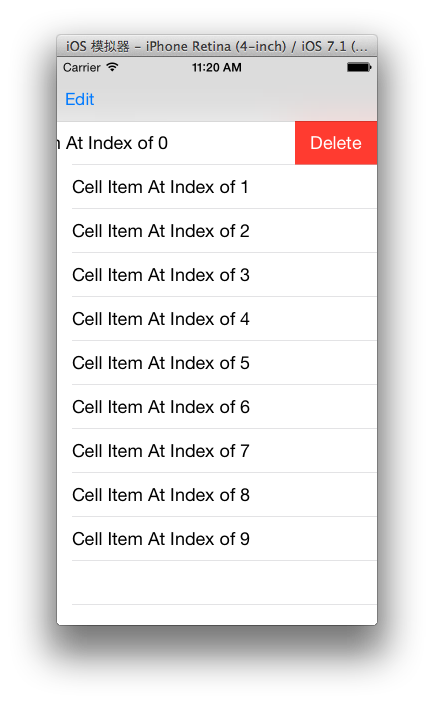 iOS 模拟器 - iPhone Retina (4-inch) / iOS 7.1 (...
Carrier 11:20 AM
Edit
At Index of 0 Delete
Cell Item At Index of 1
Cell Item At Index of 2
Cell Item At Index of 3
Cell Item At Index of 4
Cell Item At Index of 5
Cell Item At Index of 6
Cell Item At Index of 7
Cell Item At Index of 8
Cell Item At Index of 9